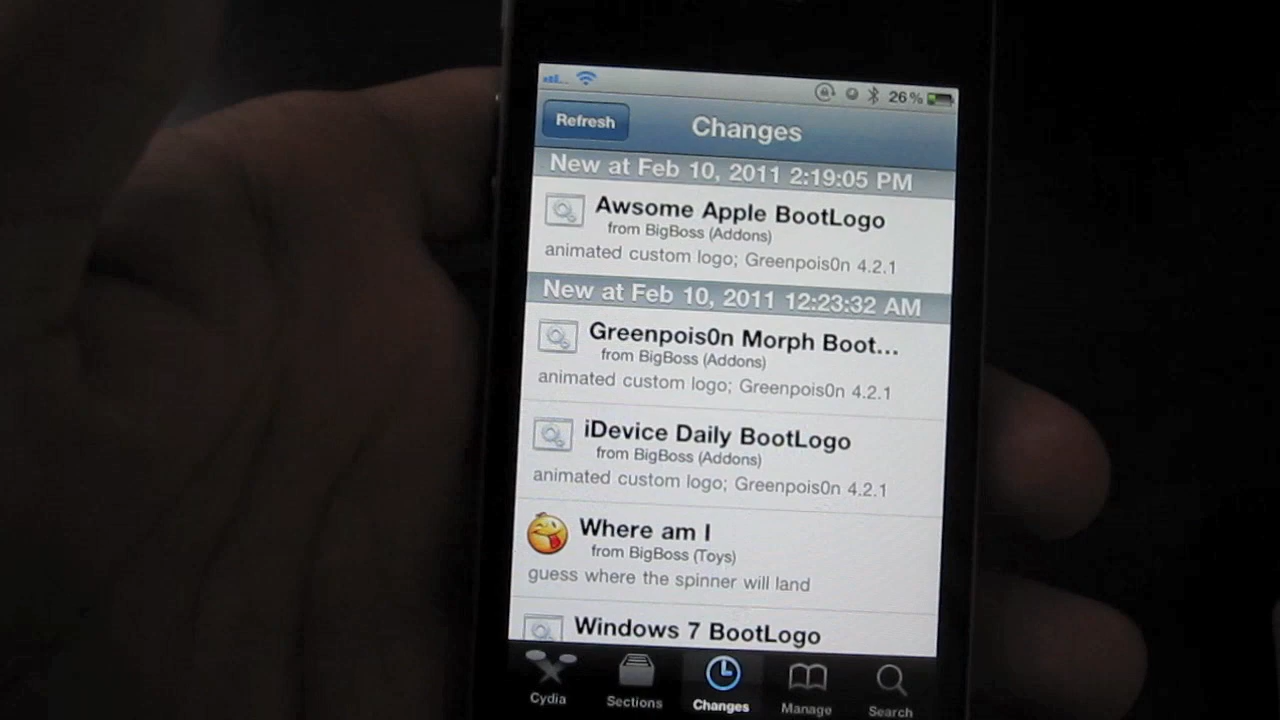 26%
Refresh
Changes
New at Feb 10, 2011 2:19:05 PM
Awsome Apple BootLogo
from BigBoss (Addons)
animated custom logo; Greenpois0n 4.2.1
New at Feb 10, 2011 12:23:32 AM
Greenpois0n Morph Boot...
from BigBoss (Addons)
animated custom logo; Greenpois0n 4.2.1
iDevice Daily BootLogo
from BigBoss (Addons)
animated custom logo; Greenpois0n 4.2.1
Where am I
from BigBoss (Toys)
guess where the spinner will land
Windows 7 BootLogo
Cydia
Sections
Changes
Manage
Search